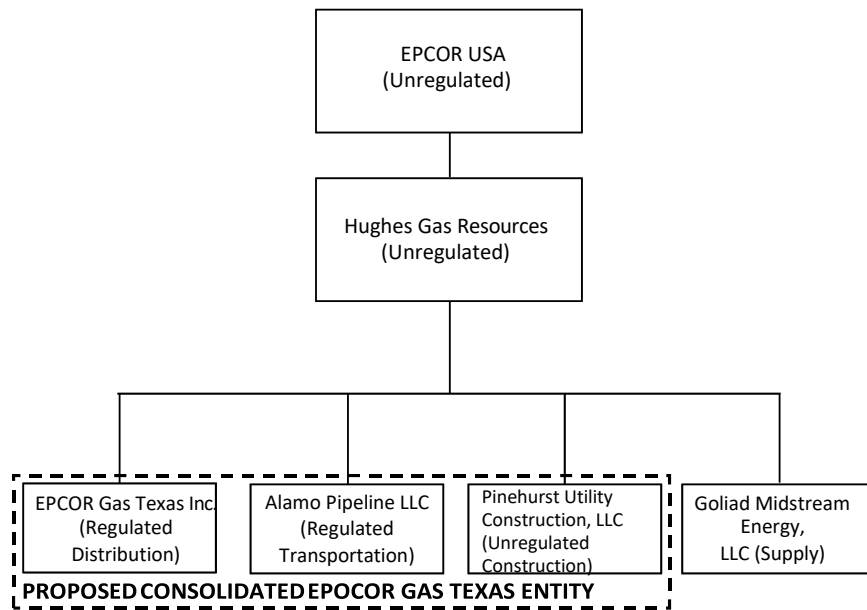 EPCOR USA
(Unregulated)
Hughes Gas Resources
(Unregulated)
EPCOR Gas Texas Inc.
(Regulated
Distribution)
Alamo Pipeline LLC
(Regulated
Transportation)
Pinehurst Utility
Construction, LLC
(Unregulated
Construction)
Goliad Midstream
Energy,
LLC (Supply)
PROPOSED CONSOLIDATED EPOCOR GAS TEXAS ENTITY